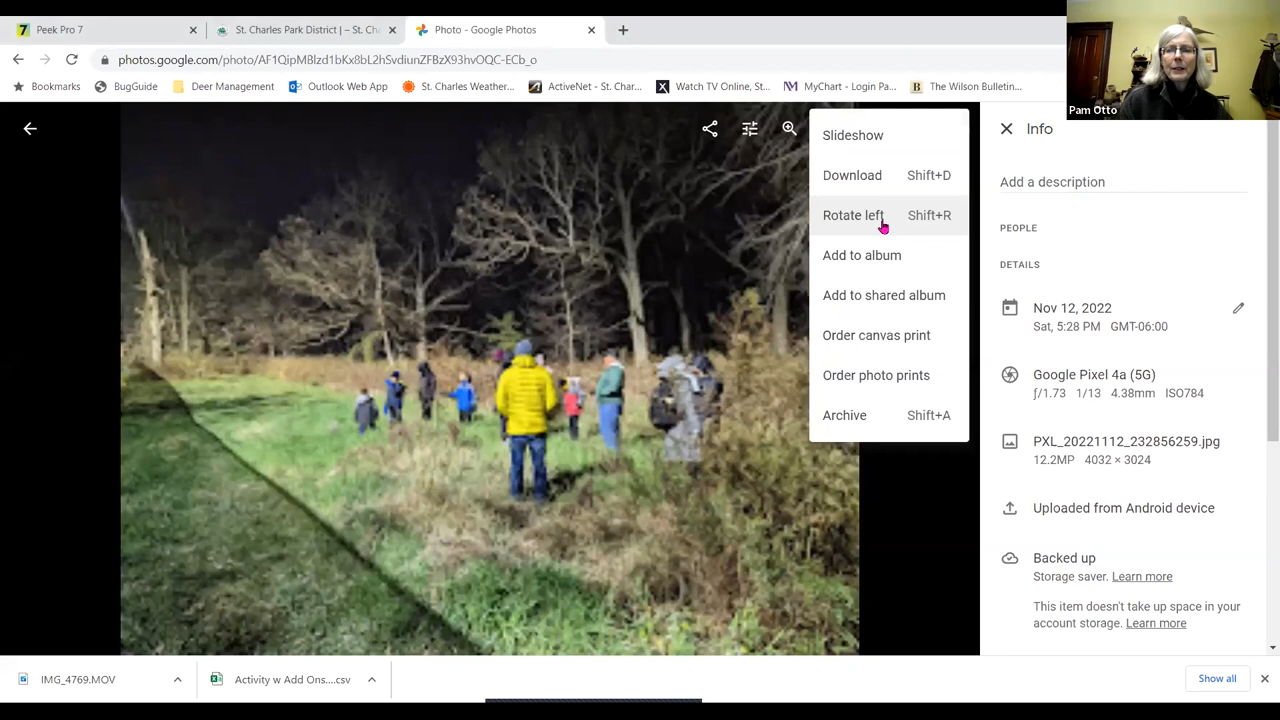 Peek Pro 7
St. Charles Park District | – St. Ch
Photo - Google Photos
photos.google.com/photo/AF1QipMBlzd1bKx8bL2hSvdiunZFBzX93hvOQC-ECb_o
Bookmarks
BugGuide
Deer Management
Outlook Web App
St. Charles Weather...
ActiveNet - St. Char...
Watch TV Online, St...
MyChart - Login Pa...
The Wilson Bulletin...
Pam Otto
Slideshow
Download Shift+D
Rotate left Shift+R
Add to album
Add to shared album
Order canvas print
Order photo prints
Archive Shift+A
Info
Add a description
PEOPLE
DETAILS
Nov 12, 2022
Sat, 5:28 PM GMT-06:00
Google Pixel 4a (5G)
ƒ/1.73 1/13 4.38mm ISO784
PXL_20221112_232856259.jpg
12.2MP 4032 × 3024
Uploaded from Android device
Backed up
Storage saver. Learn more
This item doesn't take up space in your
account storage. Learn more
IMG_4769.MOV
Activity w Add Ons....csv
Show all